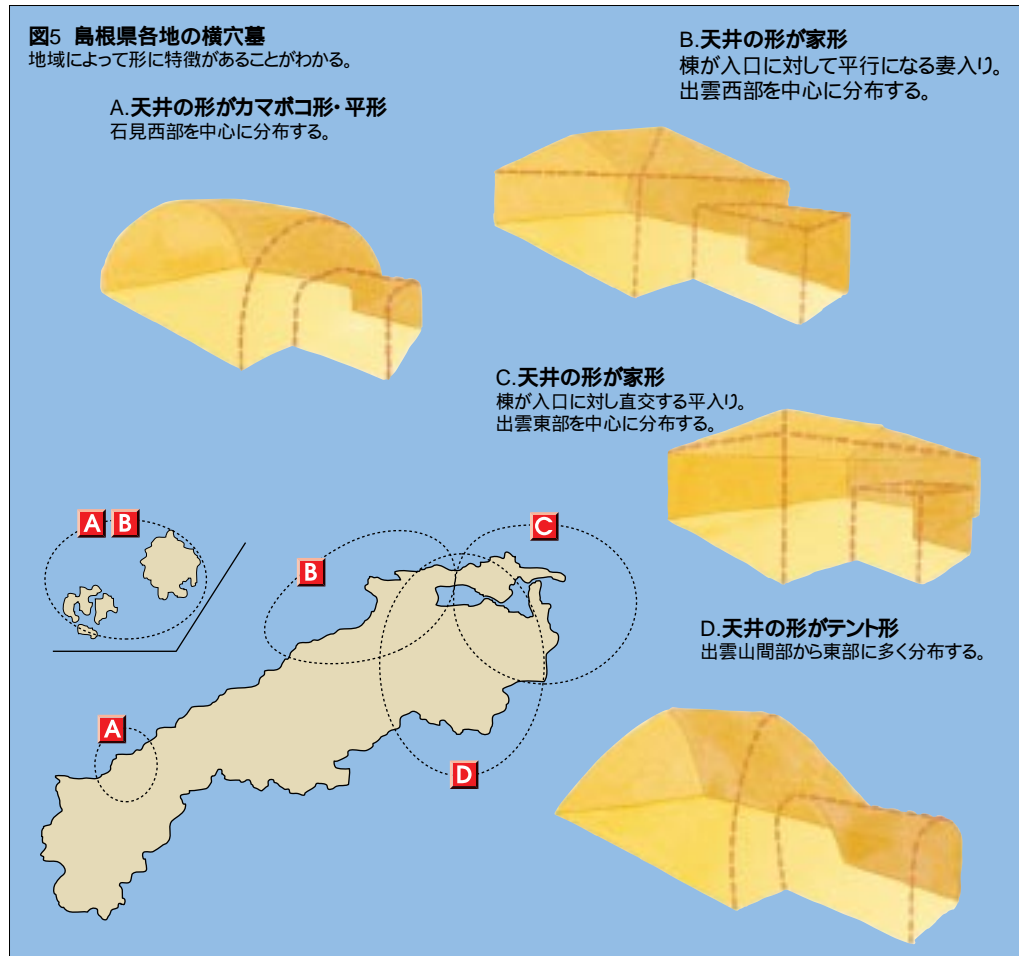 図5 島根県各地の横穴墓
地域によって形に特徴があることがわかる。
A.天井の形がカマボコ形・平形
石見西部を中心に分布する。
B.天井の形が家形
棟が入口に対して平行になる妻入り。
出雲西部を中心に分布する。
C.天井の形が家形
棟が入口に対し直交する平入り。
出雲東部を中心に分布する。
D.天井の形がテント形
出雲山間部から東部に多く分布する。
A B
B
C
A
D